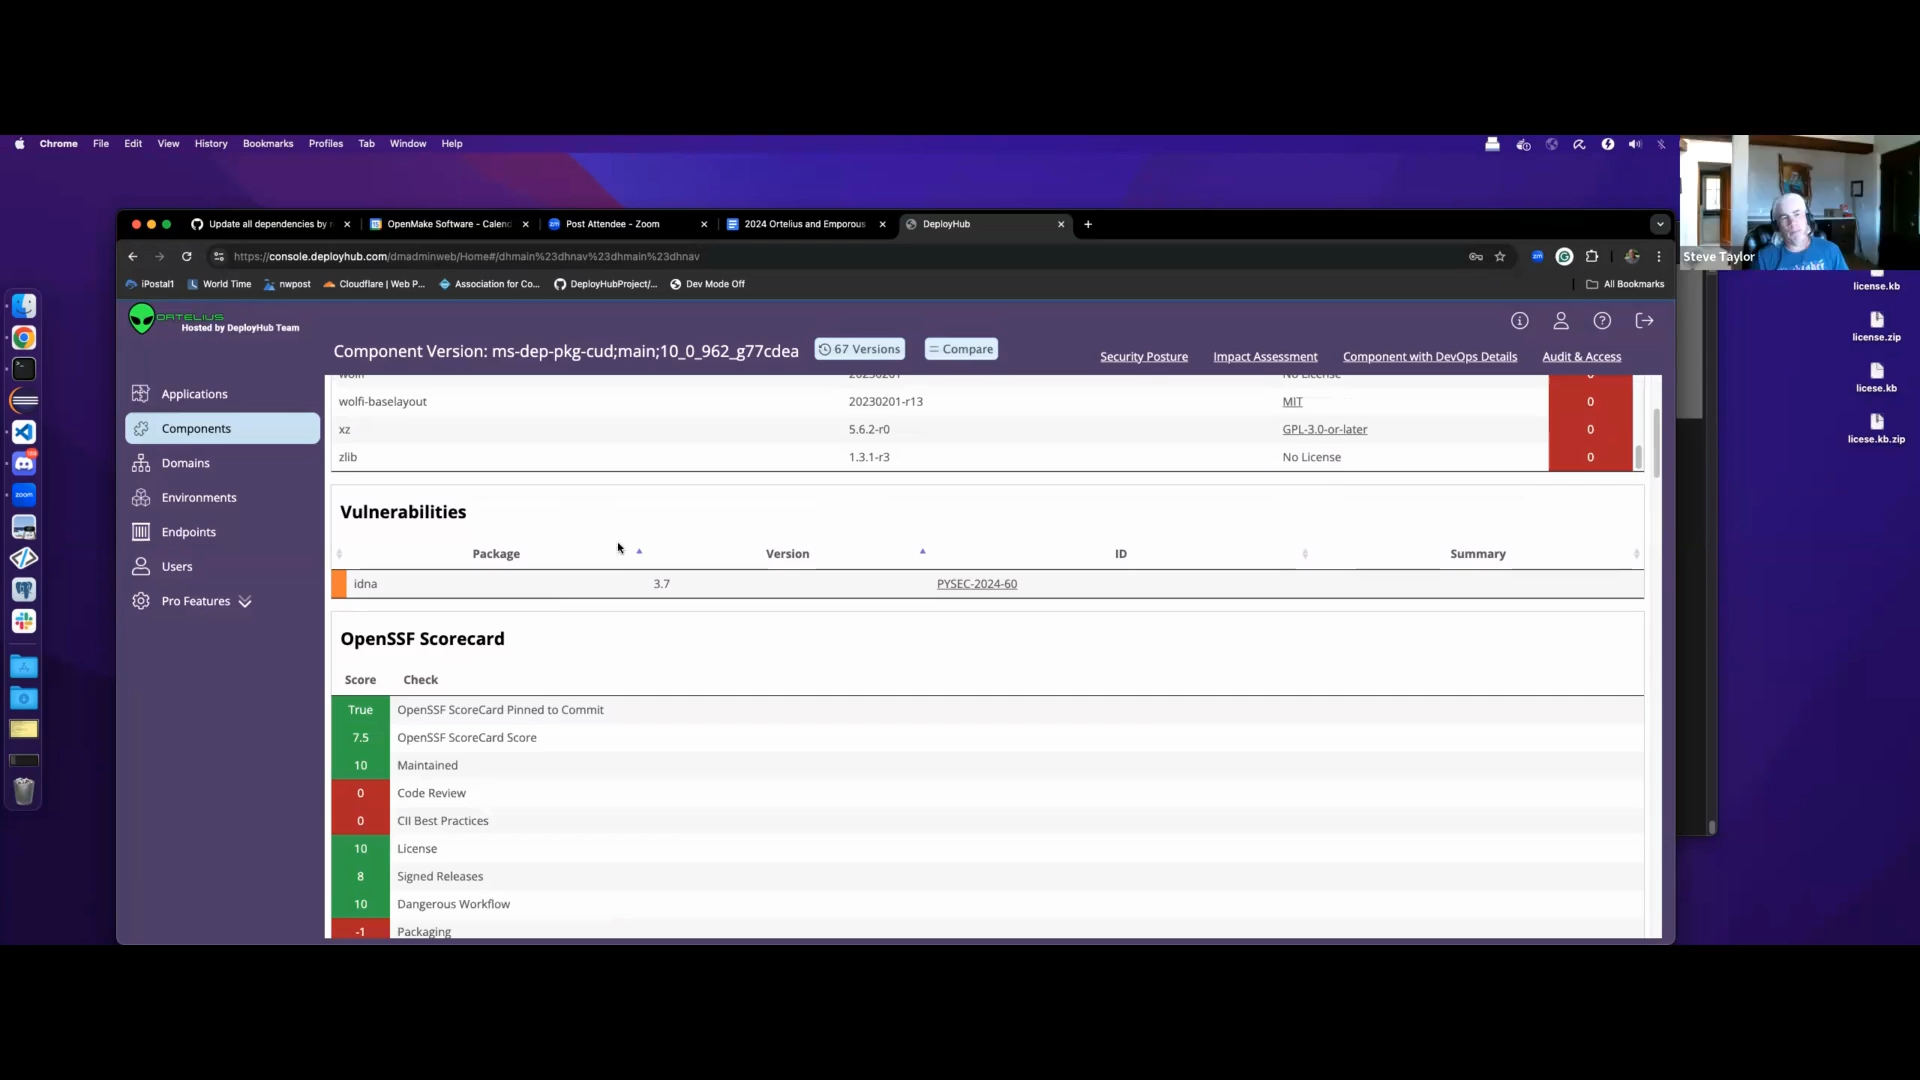 Chrome File Edit View History Bookmarks Profiles Tab Window Help
Update all dependencies by
OpenMake Software - Calend
Post Attendee - Zoom
2024 Ortelius and Emporous
DeployHub
https://console.deployhub.com/dmadminweb/Home#/dhmain%23dhnav%23dhmain%23dhnav
iPostal1 World Time nwpost Cloudflare | Web P... Association for Co... DeployHubProject/... Dev Mode Off All Bookmarks
Steve Taylor
license.kb
license.zip
licese.kb
licese.kb.zip
zoom
ORTELIUS
Hosted by DeployHub Team
Component Version: ms-dep-pkg-cud;main;10_0_962_g77cdea 67 Versions Compare
Security Posture Impact Assessment Component with DevOps Details Audit & Access
Applications
Components
Domains
Environments
Endpoints
Users
Pro Features
wolfi 20230201 No License 0
wolfi-baselayout 20230201-r13 MIT 0
xz 5.6.2-r0 GPL-3.0-or-later 0
zlib 1.3.1-r3 No License 0
Vulnerabilities
Package Version ID Summary
idna 3.7 PYSEC-2024-60
OpenSSF Scorecard
Score Check
True OpenSSF ScoreCard Pinned to Commit
7.5 OpenSSF ScoreCard Score
10 Maintained
0 Code Review
0 CII Best Practices
10 License
8 Signed Releases
10 Dangerous Workflow
-1 Packaging